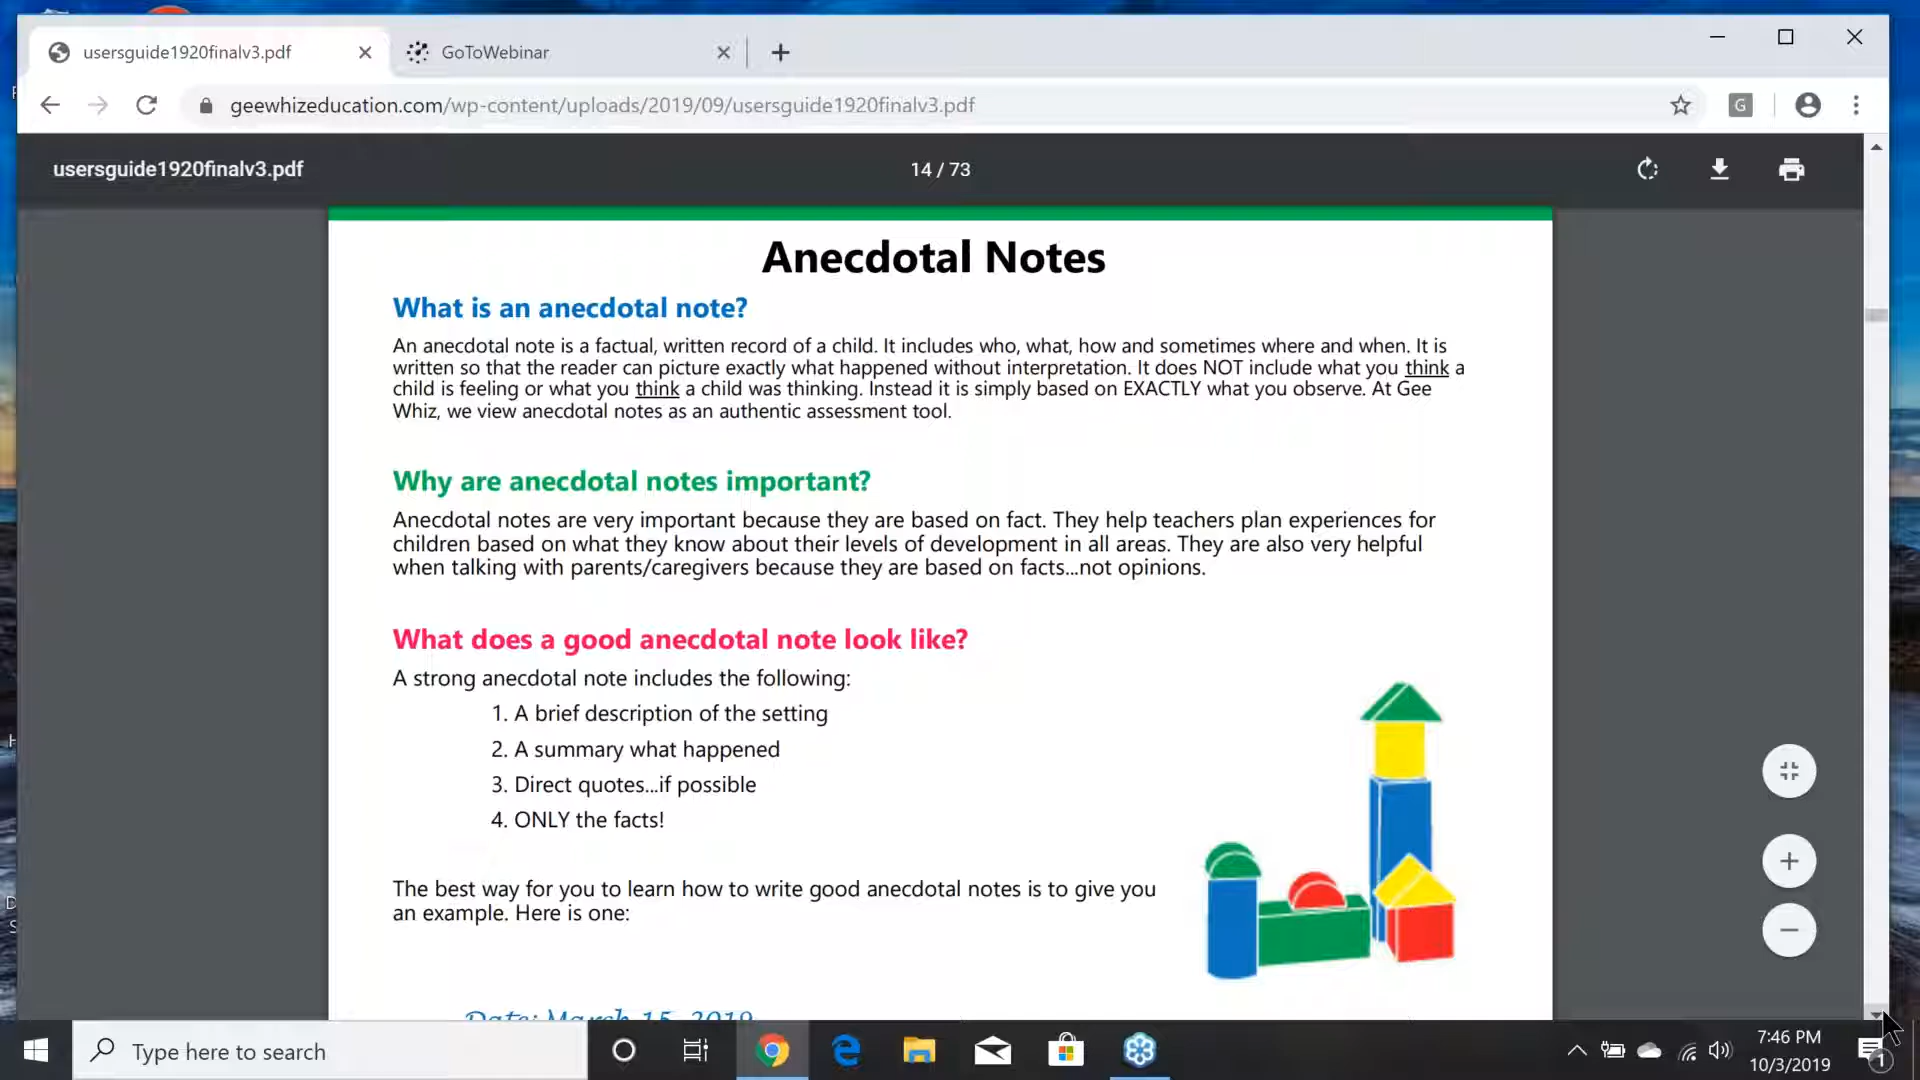 usersguide1920finalv3.pdf
GoToWebinar
geewhizeducation.com/wp-content/uploads/2019/09/usersguide1920finalv3.pdf
G
usersguide1920finalv3.pdf
14 / 73
Anecdotal Notes
What is an anecdotal note?
An anecdotal note is a factual, written record of a child. It includes who, what, how and sometimes where and when. It is
written so that the reader can picture exactly what happened without interpretation. It does NOT include what you think a
child is feeling or what you think a child was thinking. Instead it is simply based on EXACTLY what you observe. At Gee
Whiz, we view anecdotal notes as an authentic assessment tool.
Why are anecdotal notes important?
Anecdotal notes are very important because they are based on fact. They help teachers plan experiences for
children based on what they know about their levels of development in all areas. They are also very helpful
when talking with parents/caregivers because they are based on facts...not opinions.
What does a good anecdotal note look like?
A strong anecdotal note includes the following:
1. A brief description of the setting
2. A summary what happened
3. Direct quotes...if possible
4. ONLY the facts!
The best way for you to learn how to write good anecdotal notes is to give you
an example. Here is one:
Date: March 15, 2019
Type here to search
7:46 PM
10/3/2019
1